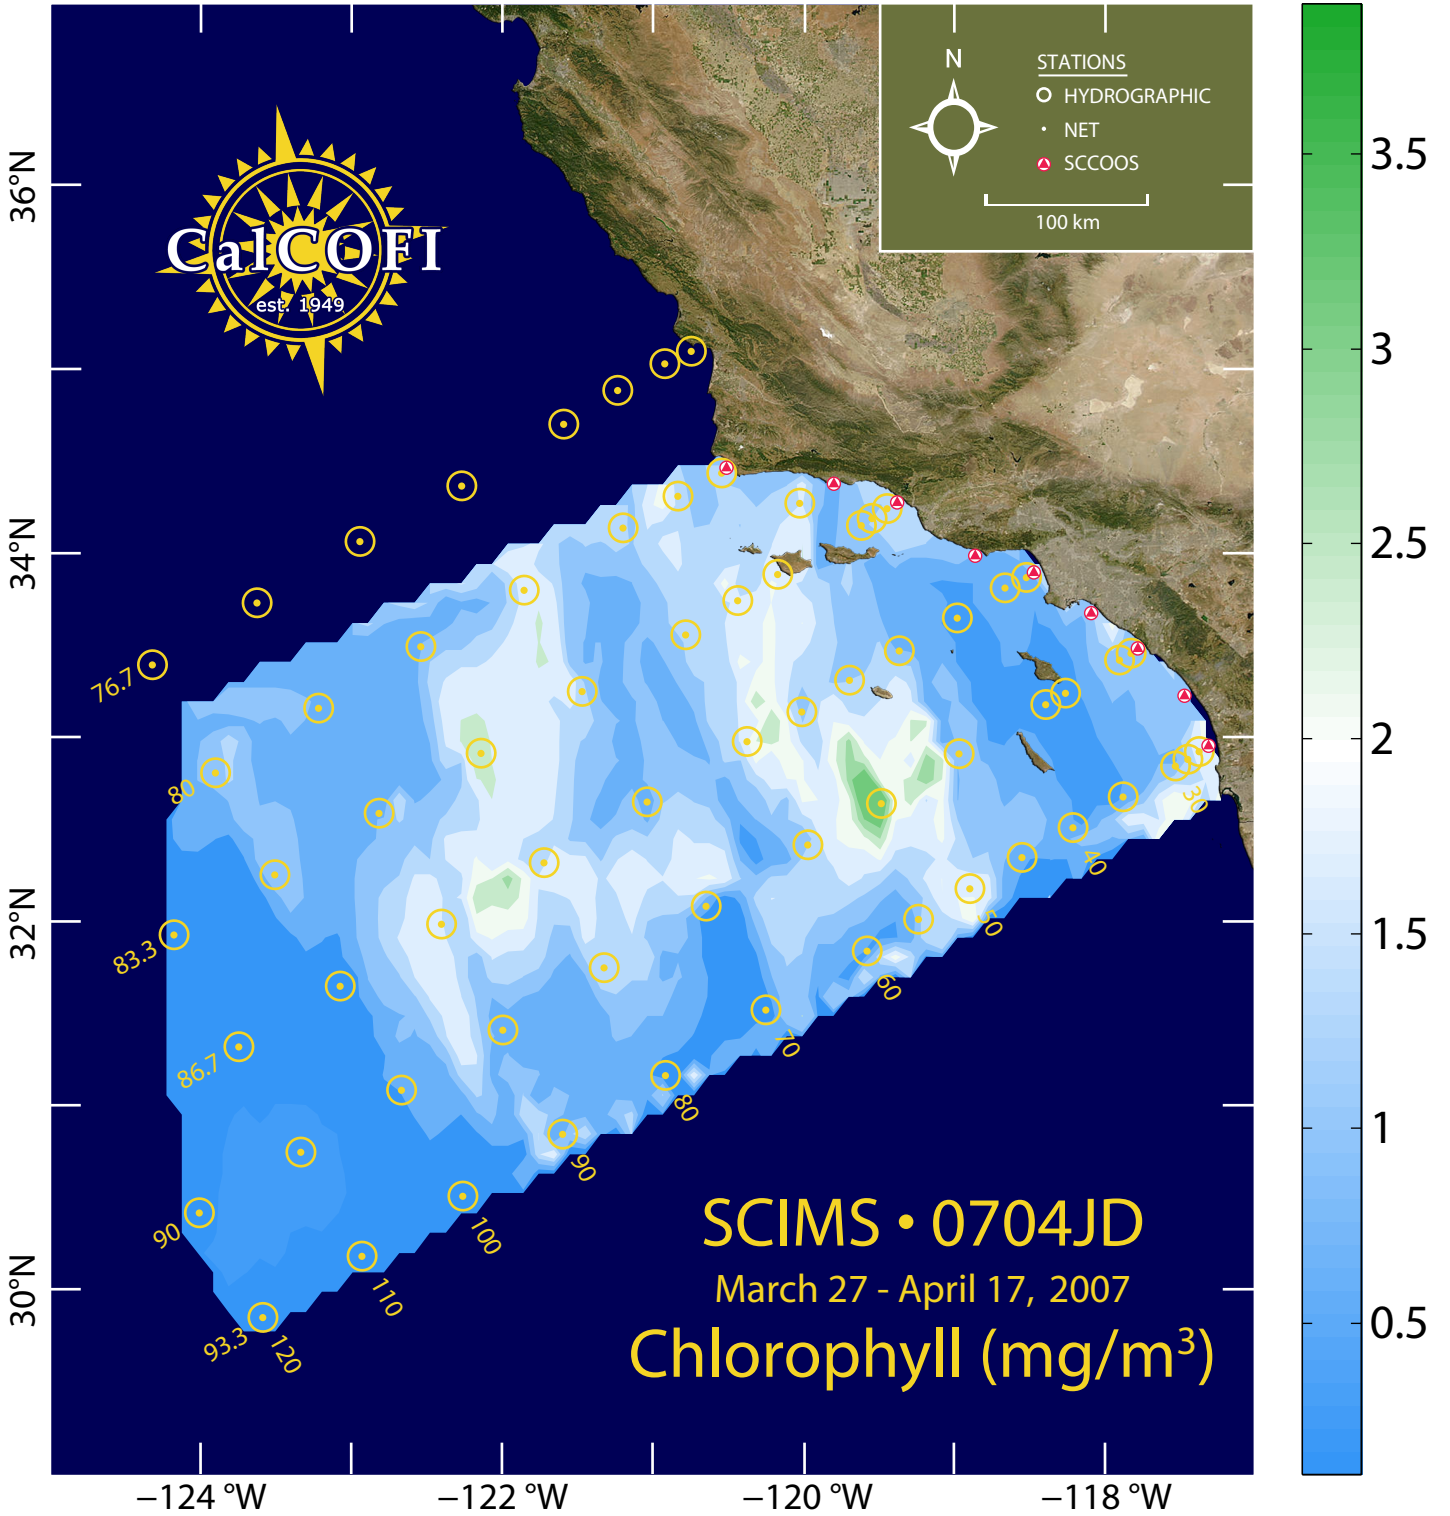 N
STATIONS
HYDROGRAPHIC
NET
SCCOOS
100 km
CalCOFI
est. 1949
36°N
34°N
32°N
30°N
76.7
80
83.3
86.7
90
93.3
30
40
50
60
70
80
90
100
110
120
SCIMS • 0704JD
March 27 - April 17, 2007
Chlorophyll (mg/m³)
−124 °W
−122 °W
−120 °W
−118 °W
3.5
3
2.5
2
1.5
1
0.5